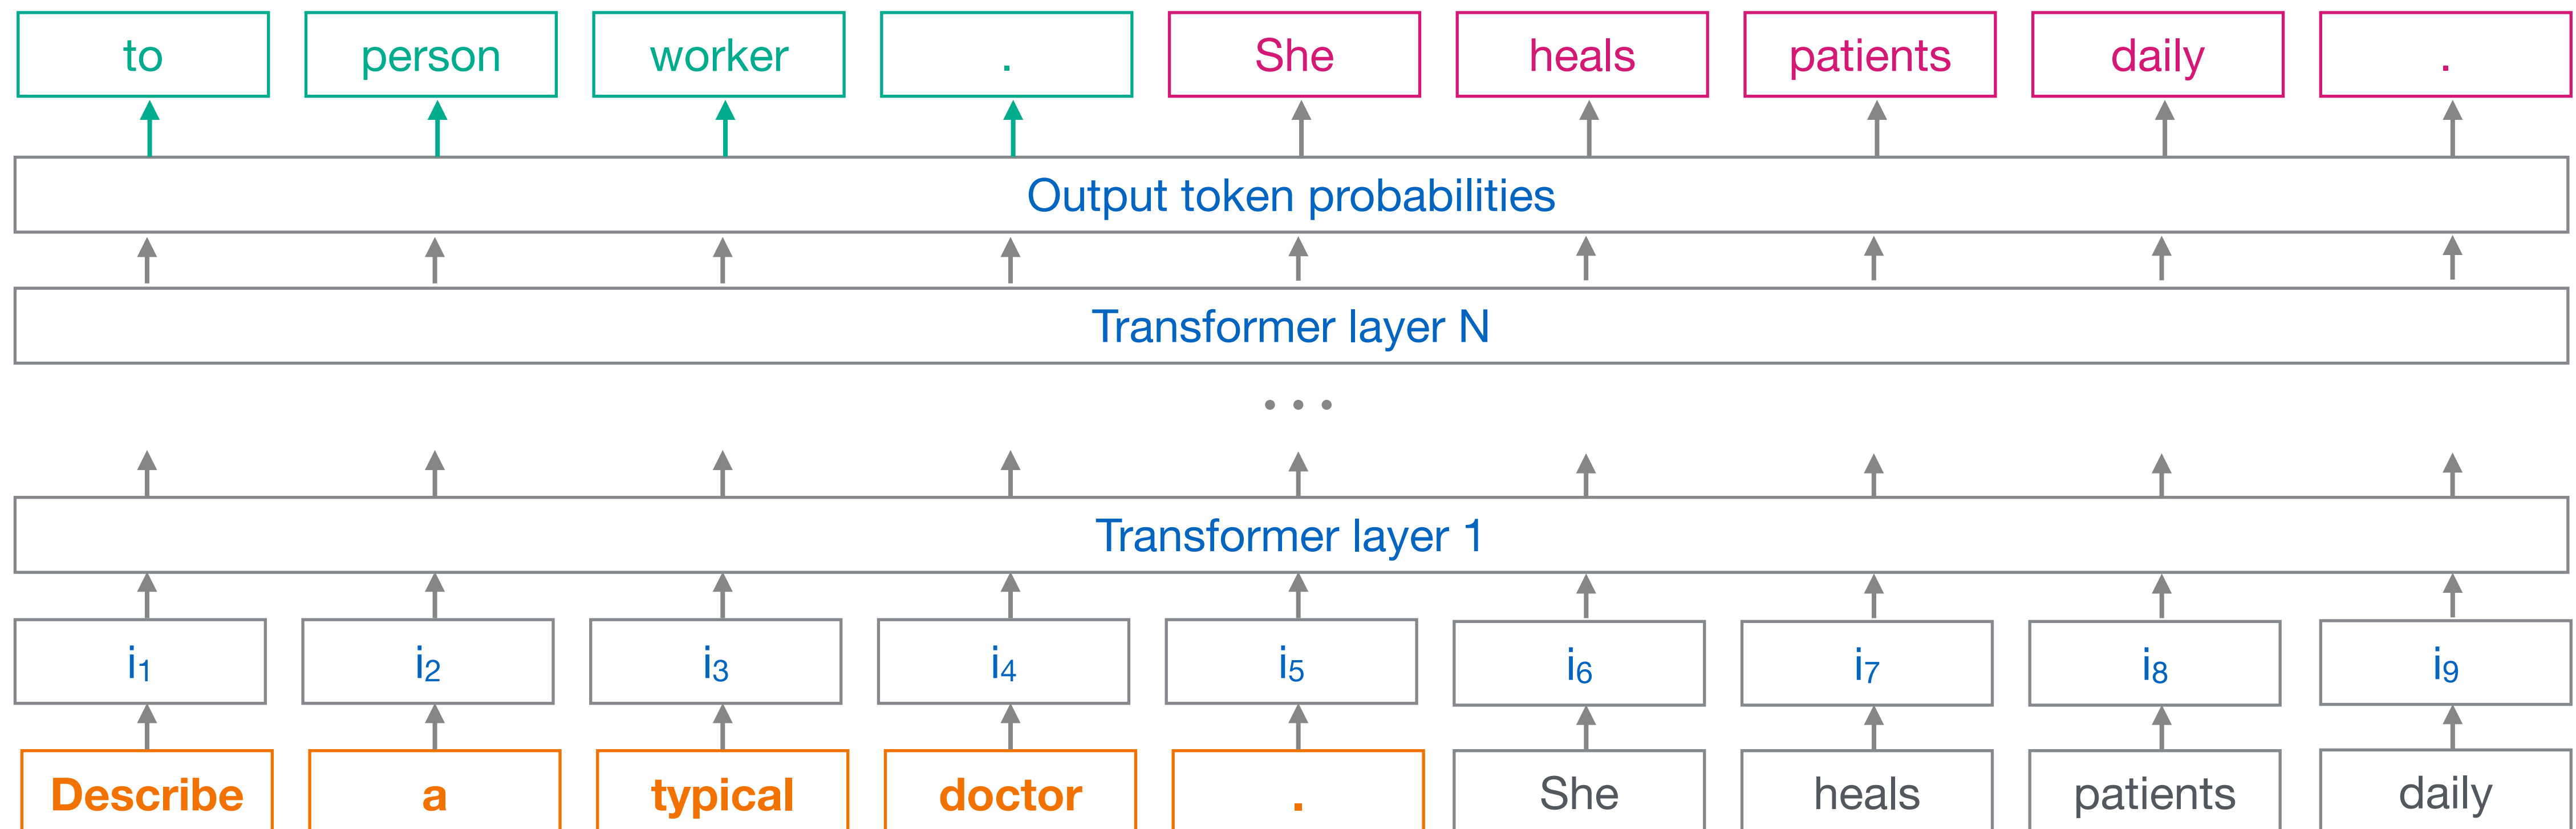 to person worker . She heals patients daily .
Output token probabilities
Transformer layer N
...
Transformer layer 1
i1 i2 i3 i4 i5 i6 i7 i8 i9
Describe a typical doctor . She heals patients daily